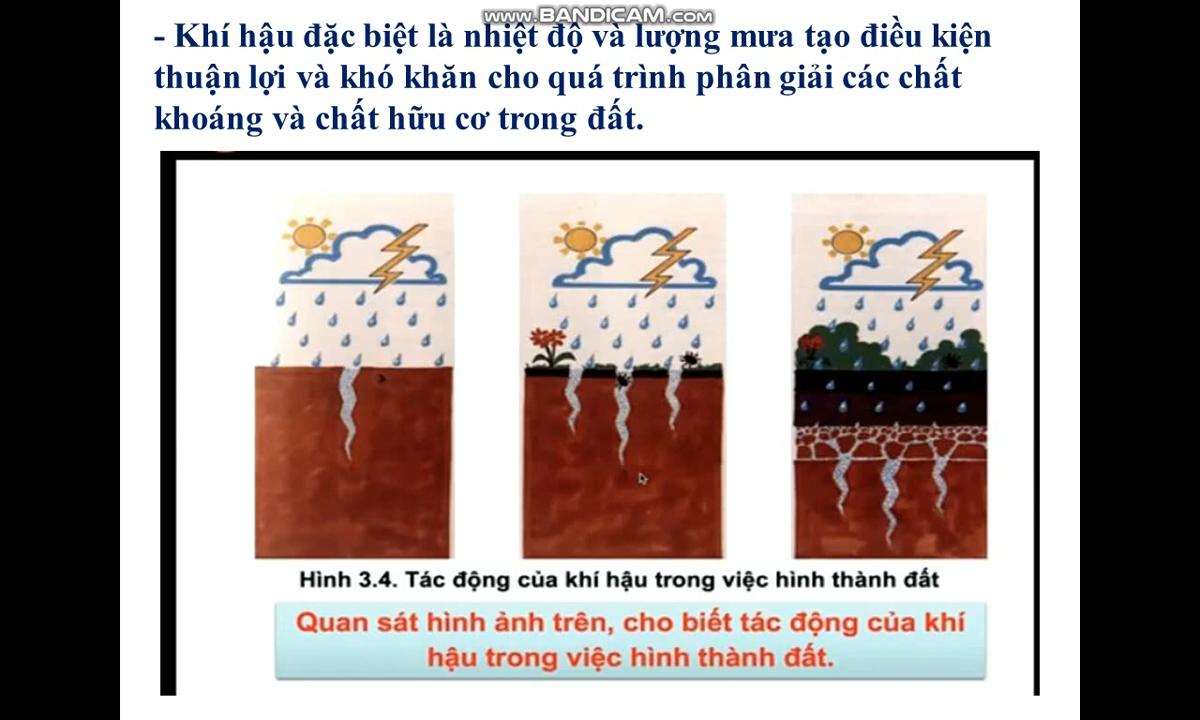 www.BANDICAM.com
- Khí hậu đặc biệt là nhiệt độ và lượng mưa tạo điều kiện
thuận lợi và khó khăn cho quá trình phân giải các chất
khoáng và chất hữu cơ trong đất.
Hình 3.4. Tác động của khí hậu trong việc hình thành đất
Quan sát hình ảnh trên, cho biết tác động của khí
hậu trong việc hình thành đất.